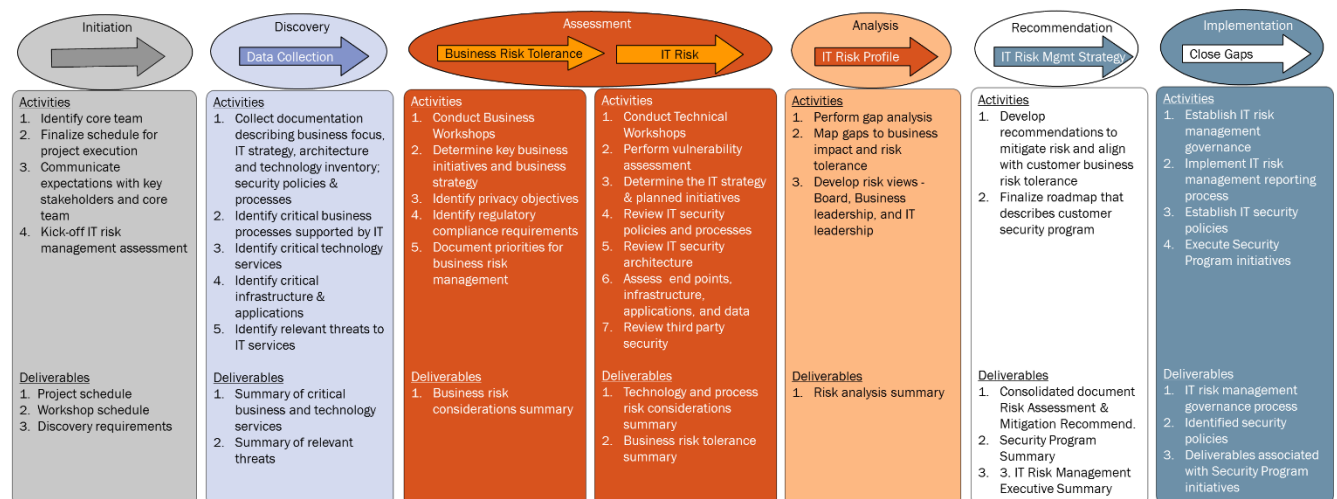 Initiation
Discovery
Data Collection
Assessment
Business Risk Tolerance
IT Risk
Analysis
IT Risk Profile
Recommendation
IT Risk Mgmt Strategy
Implementation
Close Gaps
Activities
1. Identify core team
2. Finalize schedule for
project execution
3. Communicate
expectations with key
stakeholders and core
team
4. Kick-off IT risk
management assessment
Deliverables
1. Project schedule
2. Workshop schedule
3. Discovery requirements
Activities
1. Collect documentation
describing business focus,
IT strategy, architecture
and technology inventory;
security policies &
processes
2. Identify critical business
processes supported by IT
3. Identify critical technology
services
4. Identify critical
infrastructure &
applications
5. Identify relevant threats to
IT services
Deliverables
1. Summary of critical
business and technology
services
2. Summary of relevant
threats
Activities
1. Conduct Business
Workshops
2. Determine key business
initiatives and business
strategy
3. Identify privacy objectives
4. Identify regulatory
compliance requirements
5. Document priorities for
business risk
management
Deliverables
1. Business risk
considerations summary
Activities
1. Conduct Technical
Workshops
2. Perform vulnerability
assessment
3. Determine the IT strategy
& planned initiatives
4. Review IT security
policies and processes
5. Review IT security
architecture
6. Assess end points,
infrastructure,
applications, and data
7. Review third party
security
Deliverables
1. Technology and process
risk considerations
summary
2. Business risk tolerance
summary
Activities
1. Perform gap analysis
2. Map gaps to business
impact and risk
tolerance
3. Develop risk views -
Board, Business
leadership, and IT
leadership
Deliverables
1. Risk analysis summary
Activities
1. Develop
recommendations to
mitigate risk and align
with customer business
risk tolerance
2. Finalize roadmap that
describes customer
security program
Deliverables
1. Consolidated document
Risk Assessment &
Mitigation Recommend.
2. Security Program
Summary
3. 3. IT Risk Management
Executive Summary
Activities
1. Establish IT risk
management
governance
2. Implement IT risk
management reporting
process
3. Establish IT security
policies
4. Execute Security
Program initiatives
Deliverables
1. IT risk management
governance process
2. Identified security
policies
3. Deliverables associated
with Security Program
initiatives